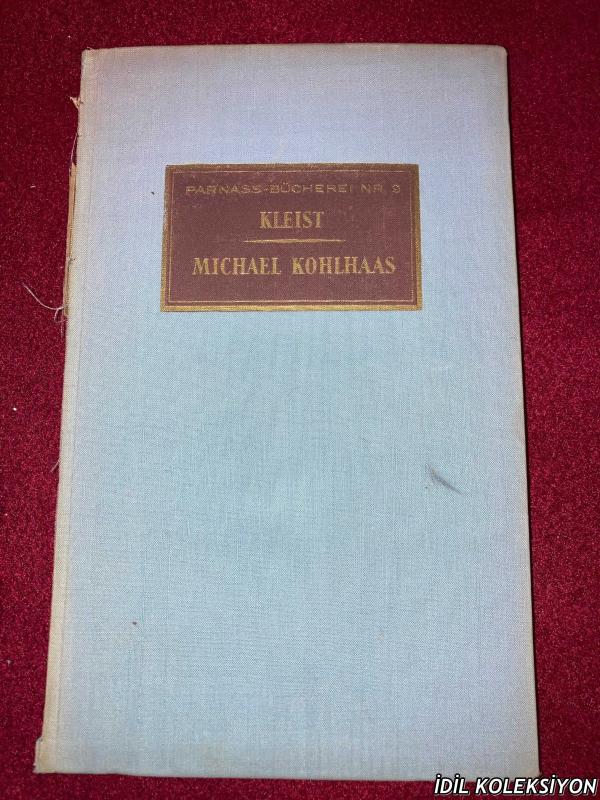 PARNASS-BÜCHEREI NR. 9
KLEIST
MICHAEL KOHLHAAS
İDİL KOLEKSİYON